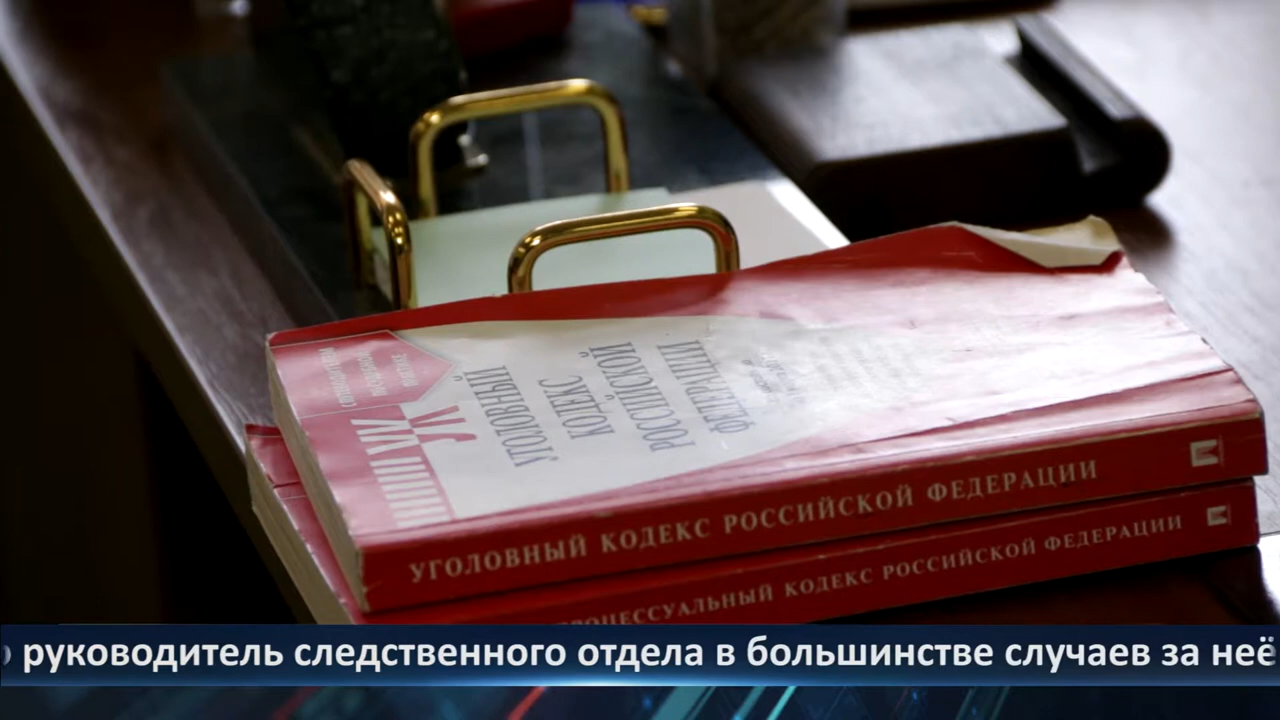 УГОЛОВНЫЙ
КОДЕКС
РОССИЙСКОЙ
ФЕДЕРАЦИИ
УК
УГОЛОВНЫЙ КОДЕКС РОССИЙСКОЙ ФЕДЕРАЦИИ
КОДЕКС РОССИЙСКОЙ ФЕДЕРАЦИИ
руководитель следственного отдела в большинстве случаев за неё